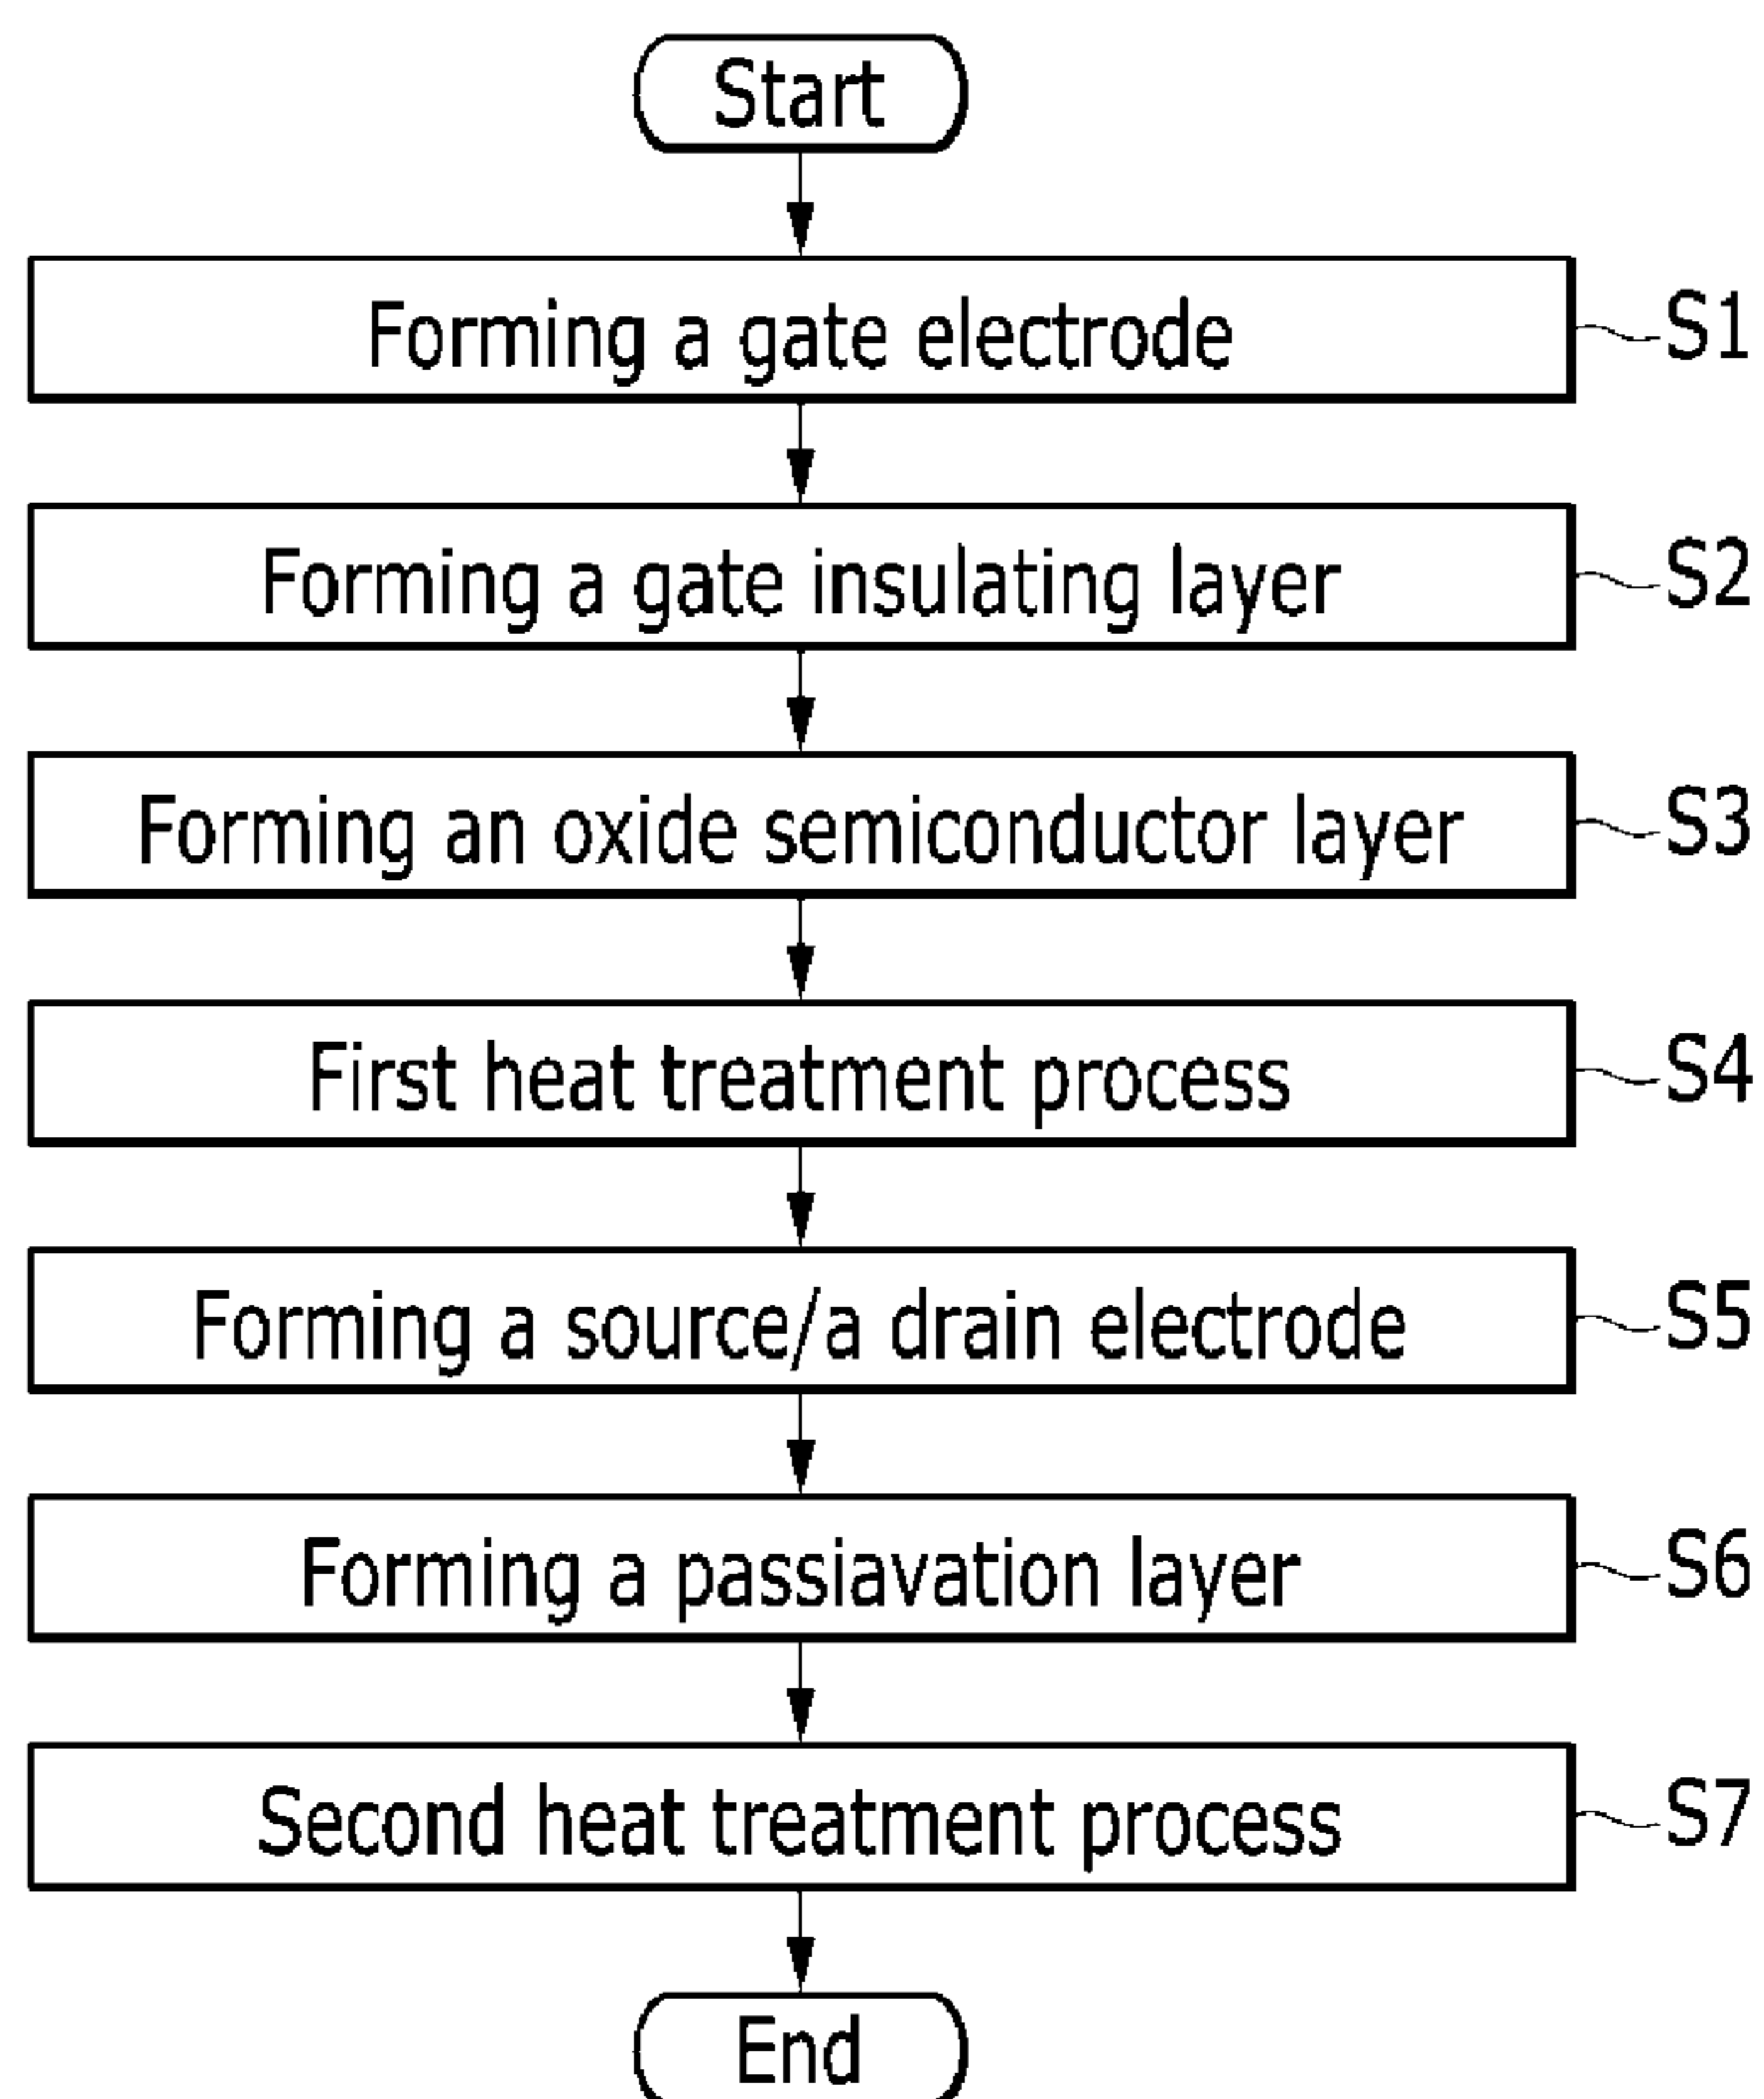 Start
Forming a gate electrode S1
Forming a gate insulating layer S2
Forming an oxide semiconductor layer S3
First heat treatment process S4
Forming a source/a drain electrode S5
Forming a passiavation layer S6
Second heat treatment process S7
End